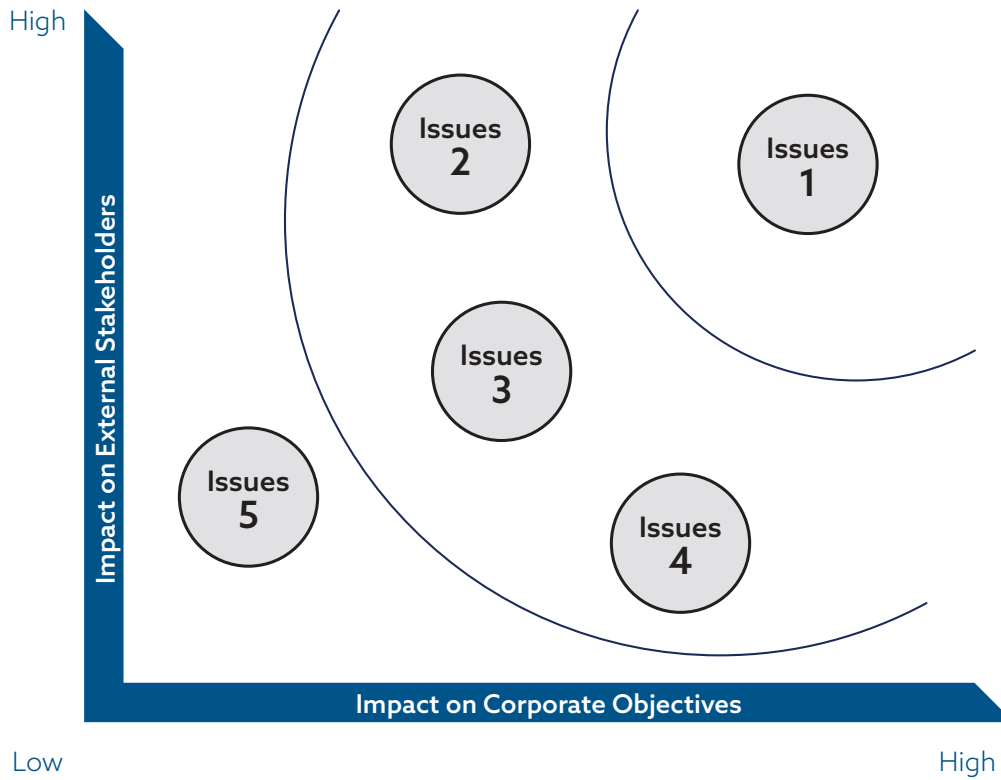 High
Impact on External Stakeholders
Issues
2
Issues
1
Issues
3
Issues
5
Issues
4
Impact on Corporate Objectives
Low
High